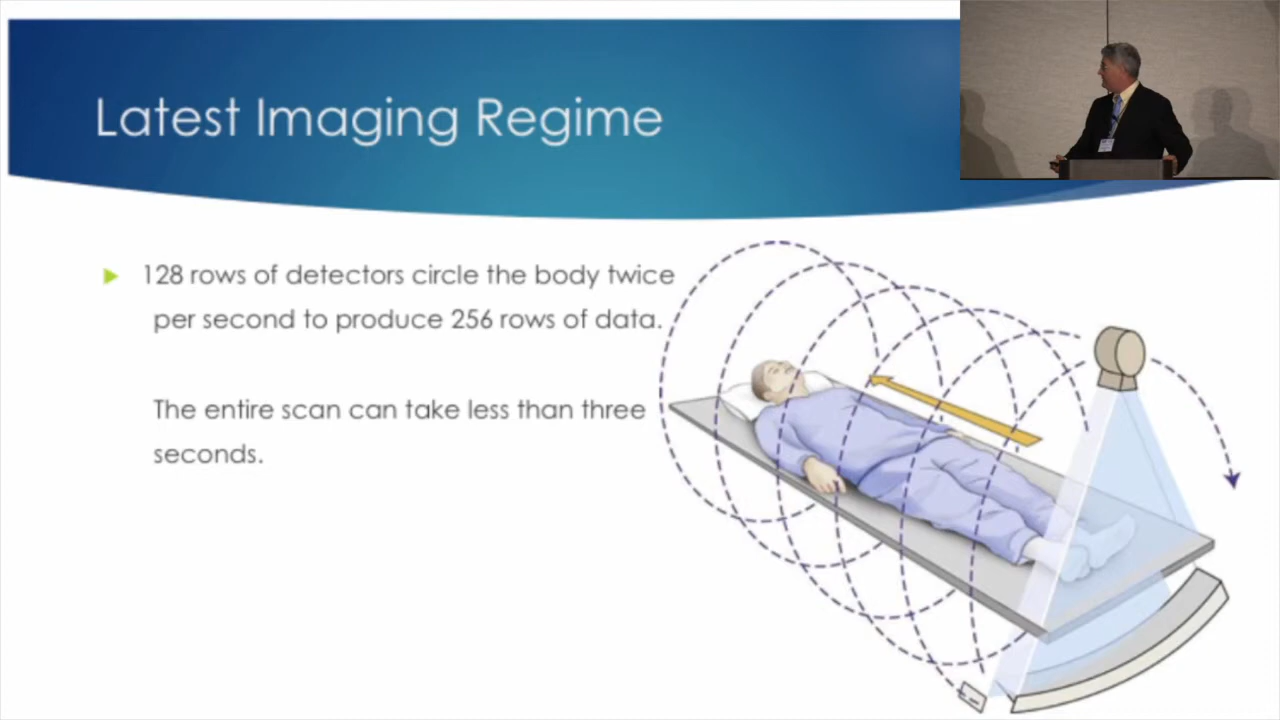 Latest Imaging Regime
128 rows of detectors circle the body twice
per second to produce 256 rows of data.
The entire scan can take less than three
seconds.